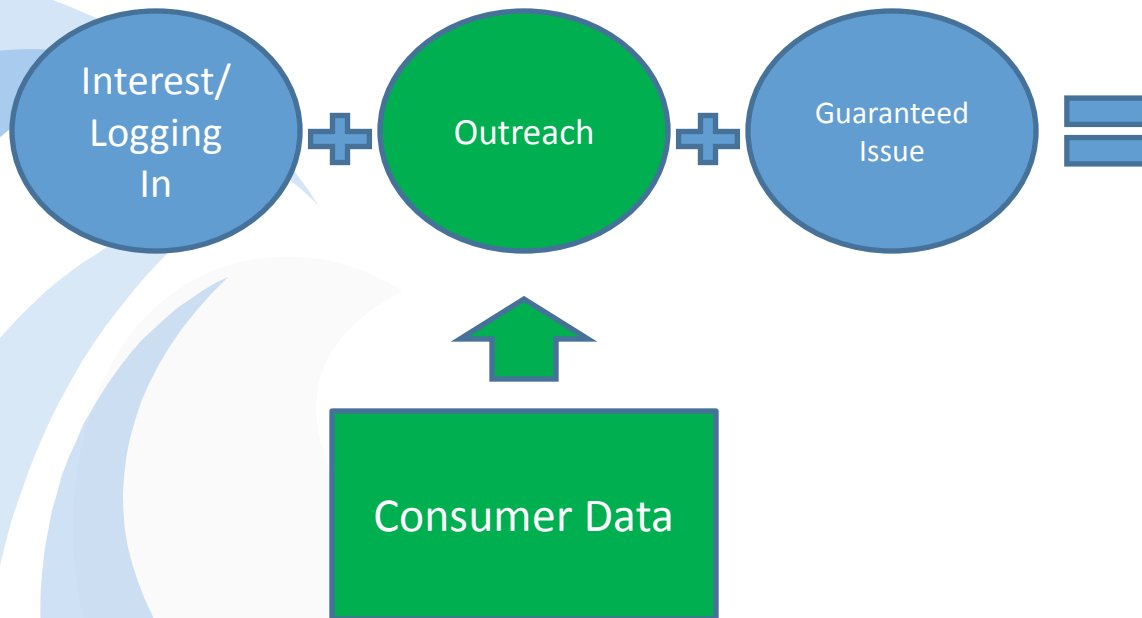 Interest/
Logging
In
Outreach
Guaranteed
Issue
Consumer Data